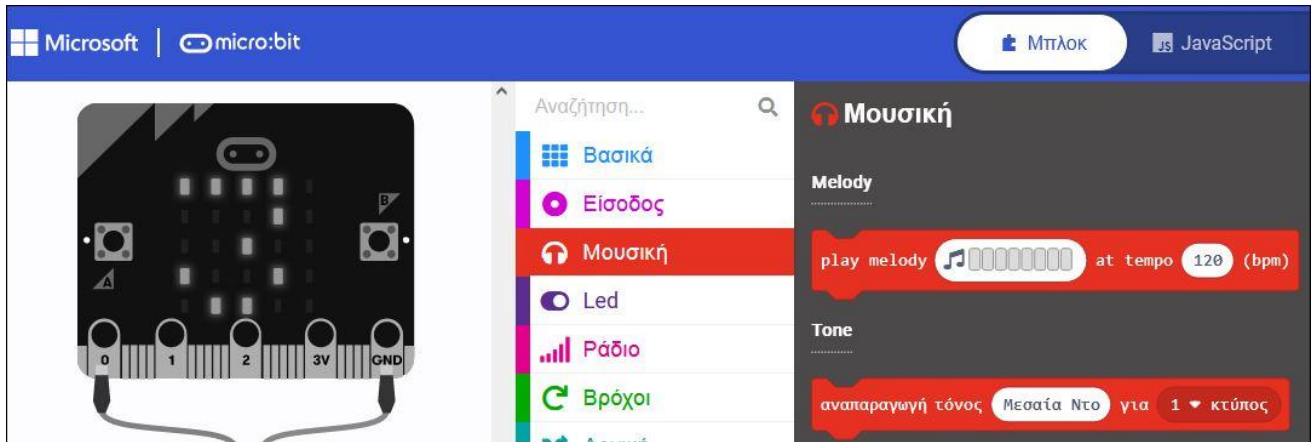 Microsoft | micro:bit
Μπλοκ
JS JavaScript
Αναζήτηση...
Βασικά
Είσοδος
Μουσική
Led
Ράδιο
Βρόχοι
A
B
0 1 2 3V GND
Μουσική
Melody
play melody at tempo 120 (bpm)
Tone
αναπαραγωγή τόνος Μεσαία Ντο για 1 κτύπος